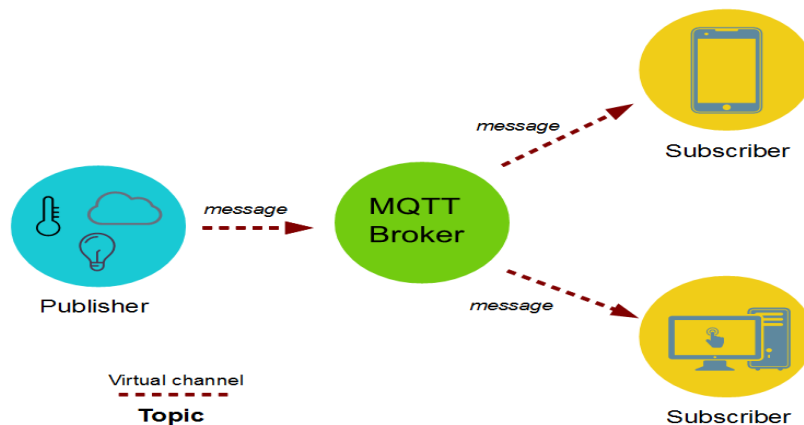 message
Subscriber
message
MQTT
Broker
Publisher
message
Virtual channel
Topic
Subscriber